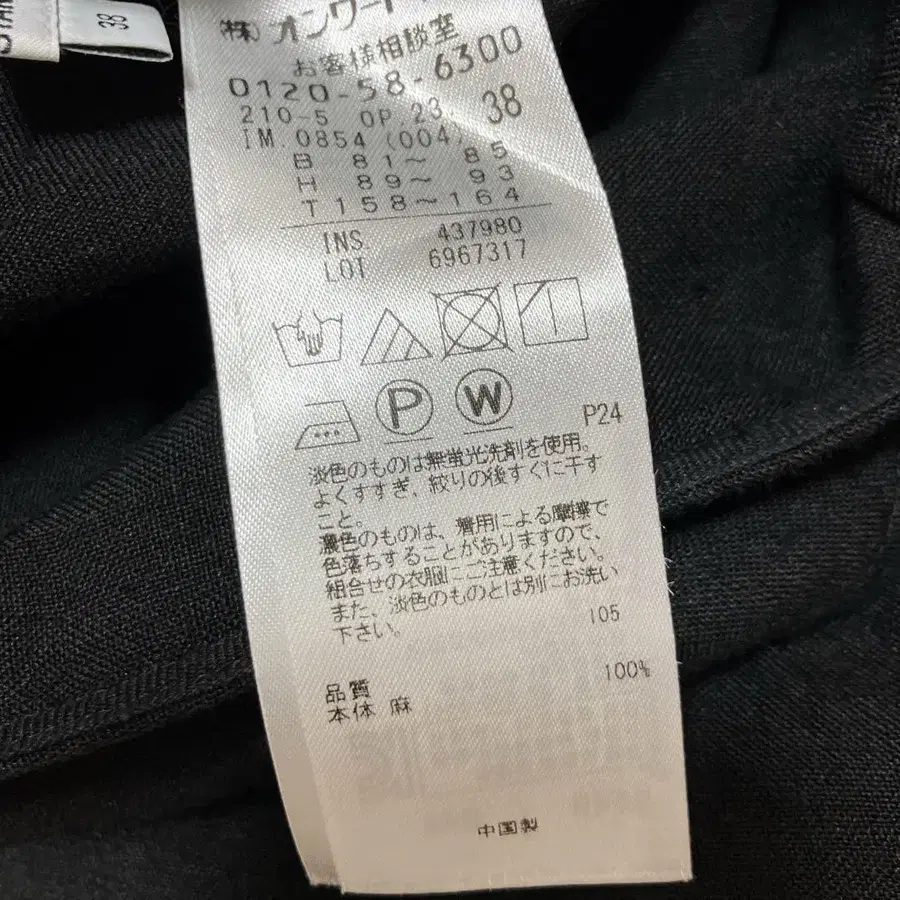 38
(株)オンワード
お客様相談室
0120-58-6300
210-5 OP.23 38
IM.0854 (004)
B 81～ 85
H 89～ 93
T 158～164
INS. 437980
LOT 6967317
P W
P24
淡色のものは無蛍光洗剤を使用。
よくすすぎ、絞りの後すぐに干す
こと。
濃色のものは、着用による摩擦で
色落ちすることがありますので、
組合せの衣服にご注意ください。
また、淡色のものとは別にお洗い
下さい。
105
品質
本体 麻 100%
中国製